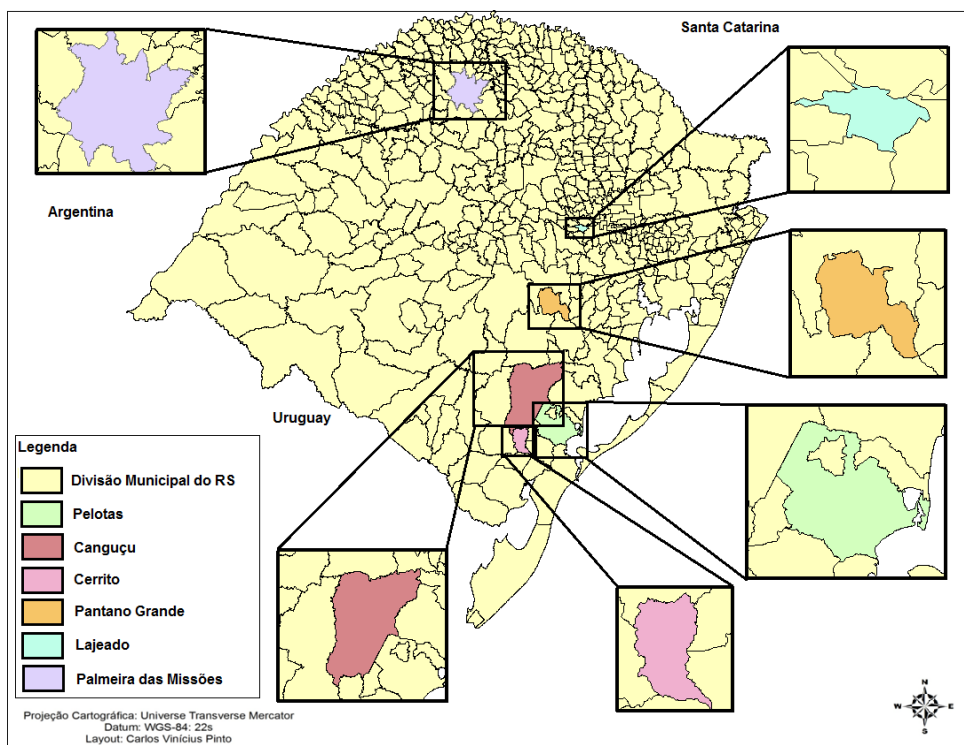 Santa Catarina
Argentina
Uruguay
Legenda
Divisão Municipal do RS
Pelotas
Canguçu
Cerrito
Pantano Grande
Lajeado
Palmeira das Missões
N
W E
S
Projeção Cartográfica: Universe Transverse Mercator
Datum: WGS-84: 22s
Layout: Carlos Vinícius Pinto